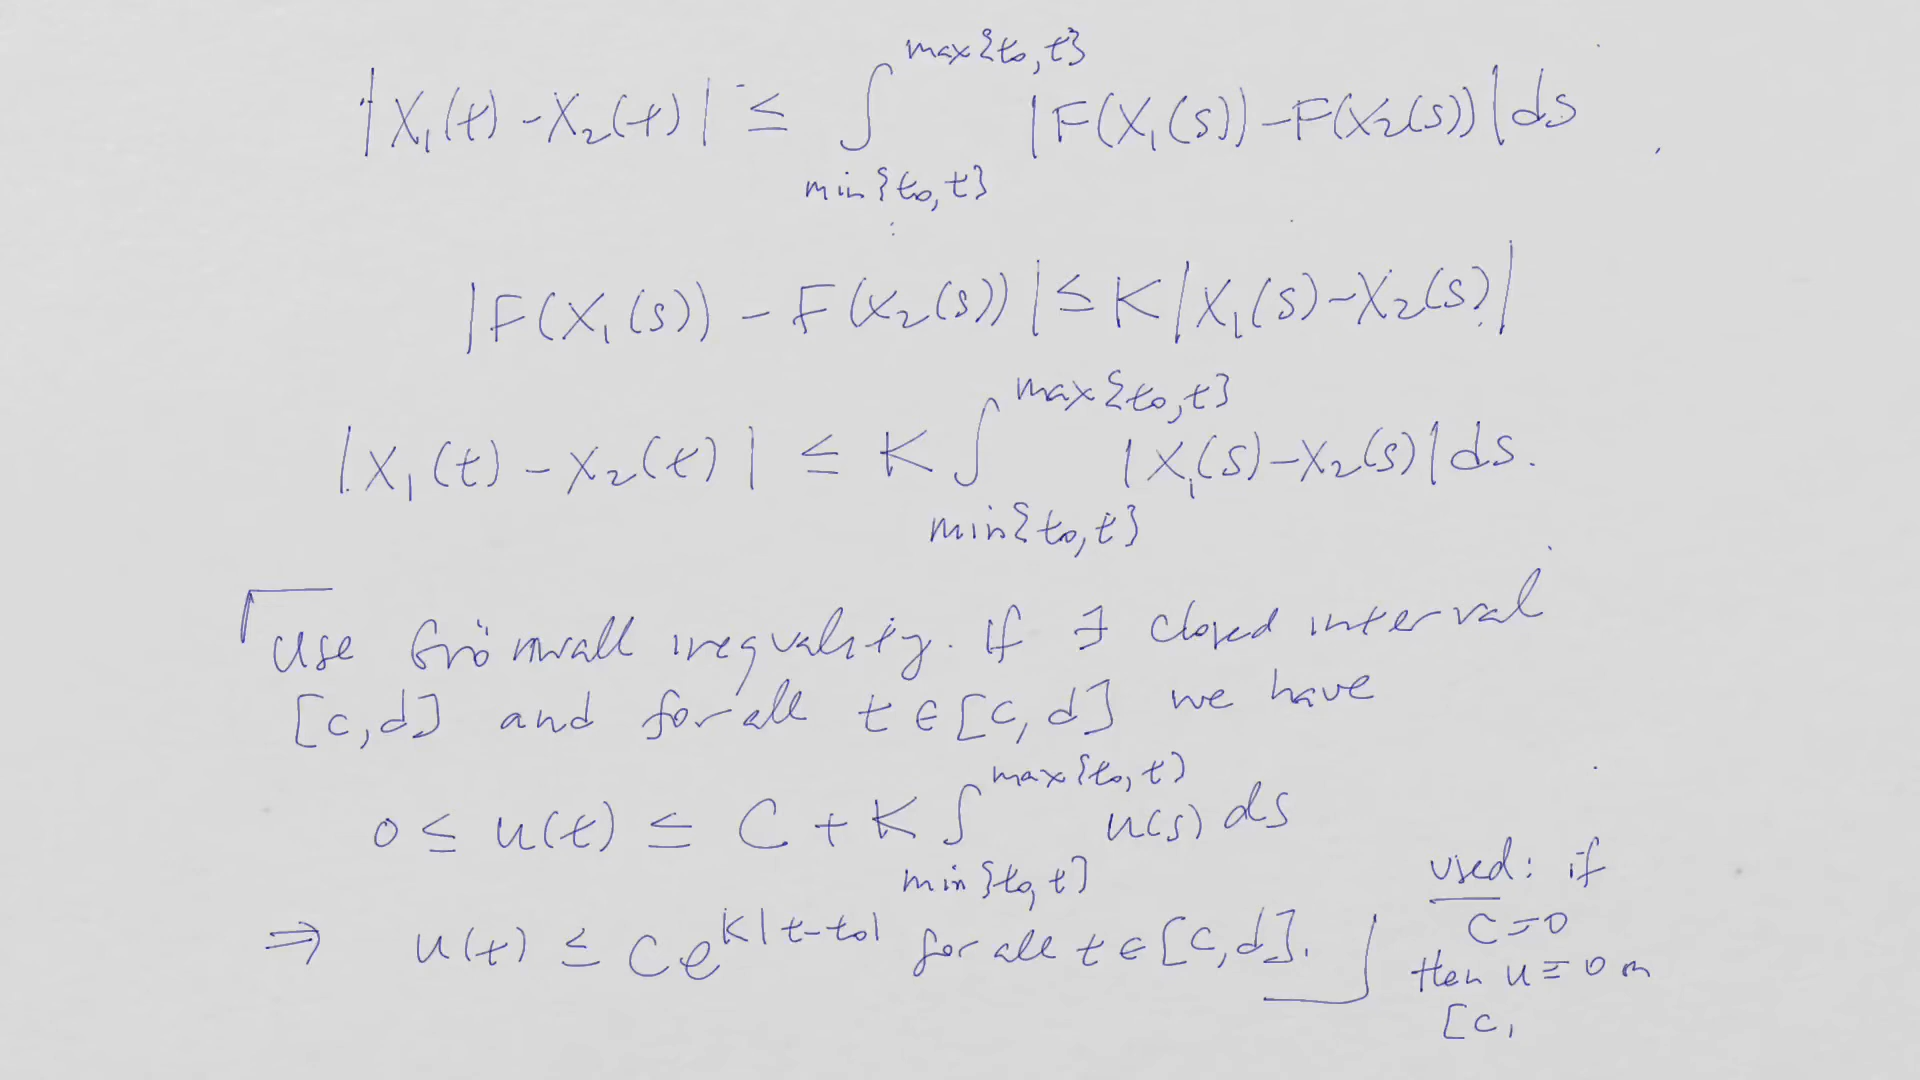 |X₁(t) - X₂(t)| ≤ ∫_{min{t₀,t}}^{max{t₀,t}} |F(X₁(s)) - F(X₂(s))| ds
|F(X₁(s)) - F(X₂(s))| ≤ K |X₁(s) - X₂(s)|
|X₁(t) - X₂(t)| ≤ K ∫_{min{t₀,t}}^{max{t₀,t}} |X₁(s) - X₂(s)| ds.
Use Grönwall inequality. If ∃ closed interval
[c,d] and for all t ∈ [c,d] we have
0 ≤ u(t) ≤ C + K ∫_{min{t₀,t}}^{max{t₀,t}} u(s) ds
⇒ u(t) ≤ C e^{K|t-t₀|} for all t ∈ [c,d].
used: if
C=0
then u ≡ 0 on
[c,